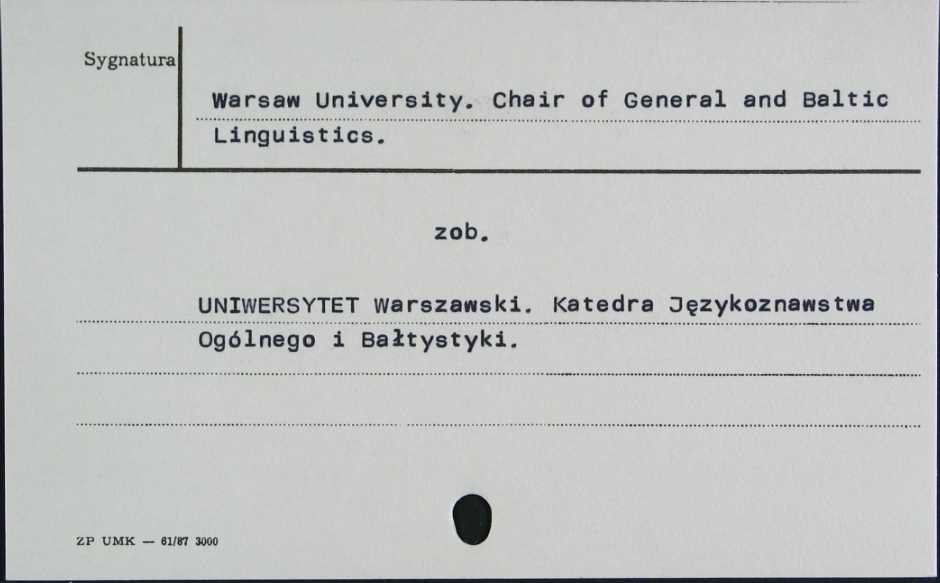 Sygnatura
Warsaw University. Chair of General and Baltic
Linguistics.
zob.
UNIWERSYTET Warszawski. Katedra Językoznawstwa
Ogólnego i Bałtystyki.
ZP UMK — 61/87 3000